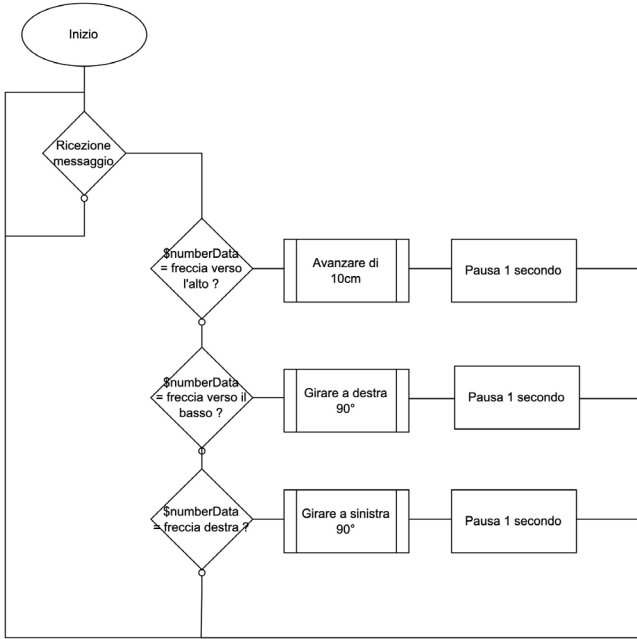 Inizio
Ricezione
messaggio
$numberData
= freccia verso
l'alto ?
Avanzare di
10cm
Pausa 1 secondo
$numberData
= freccia verso il
basso ?
Girare a destra
90°
Pausa 1 secondo
$numberData
= freccia destra ?
Girare a sinistra
90°
Pausa 1 secondo